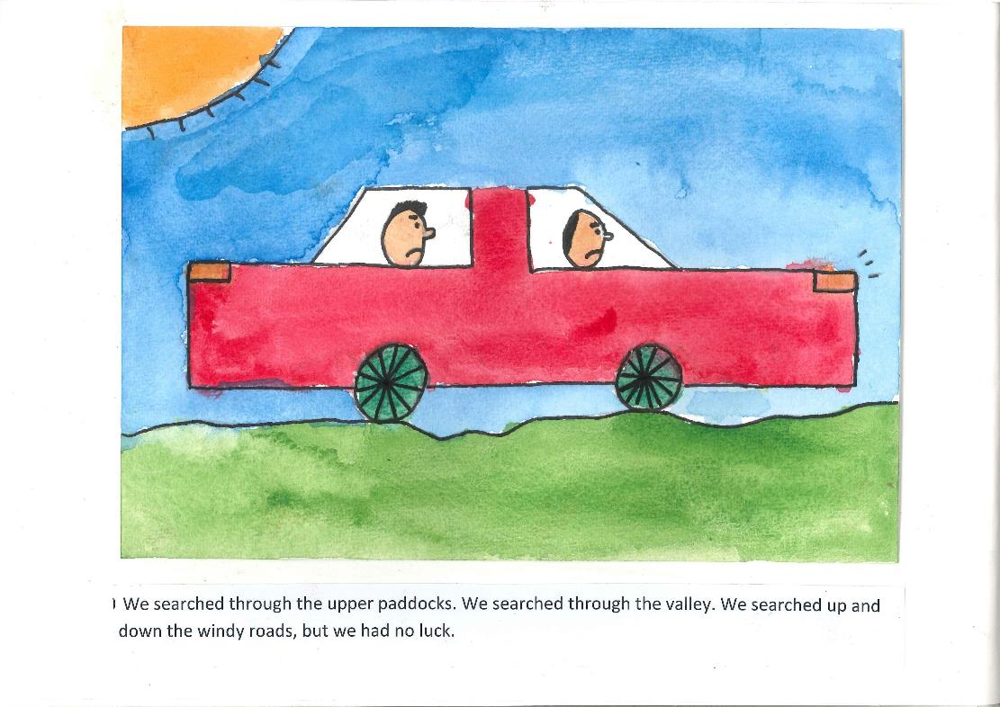 ) We searched through the upper paddocks. We searched through the valley. We searched up and
down the windy roads, but we had no luck.